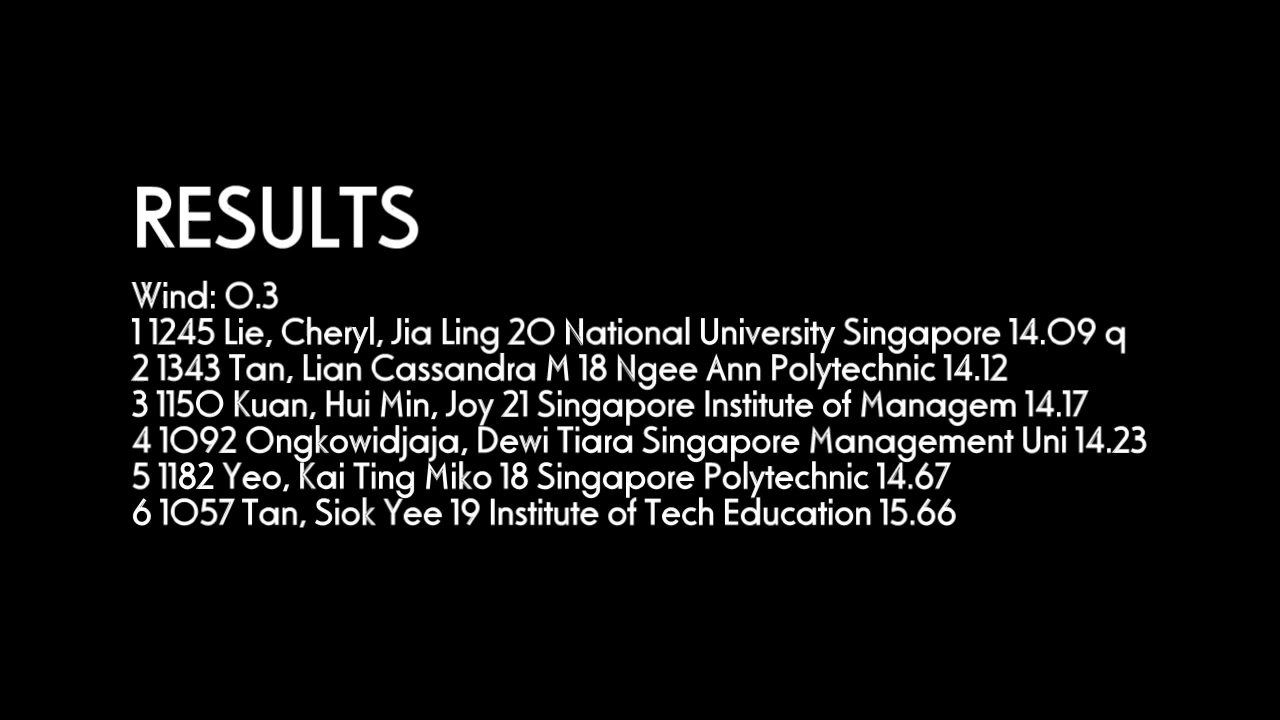 RESULTS
Wind: 0.3
1 1245 Lie, Cheryl, Jia Ling 20 National University Singapore 14.09 q
2 1343 Tan, Lian Cassandra M 18 Ngee Ann Polytechnic 14.12
3 1150 Kuan, Hui Min, Joy 21 Singapore Institute of Managem 14.17
4 1092 Ongkowidjaja, Dewi Tiara Singapore Management Uni 14.23
5 1182 Yeo, Kai Ting Miko 18 Singapore Polytechnic 14.67
6 1057 Tan, Siok Yee 19 Institute of Tech Education 15.66